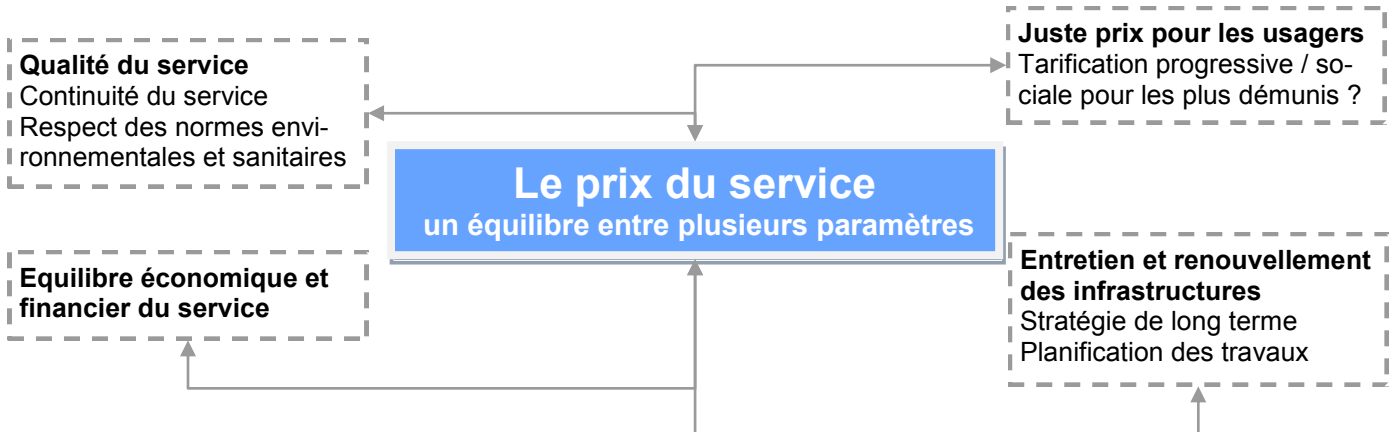 Qualité du service
Continuité du service
Respect des normes envi-
ronnementales et sanitaires
Juste prix pour les usagers
Tarification progressive / so-
ciale pour les plus démunis ?
Le prix du service
un équilibre entre plusieurs paramètres
Equilibre économique et
financier du service
Entretien et renouvellement
des infrastructures
Stratégie de long terme
Planification des travaux